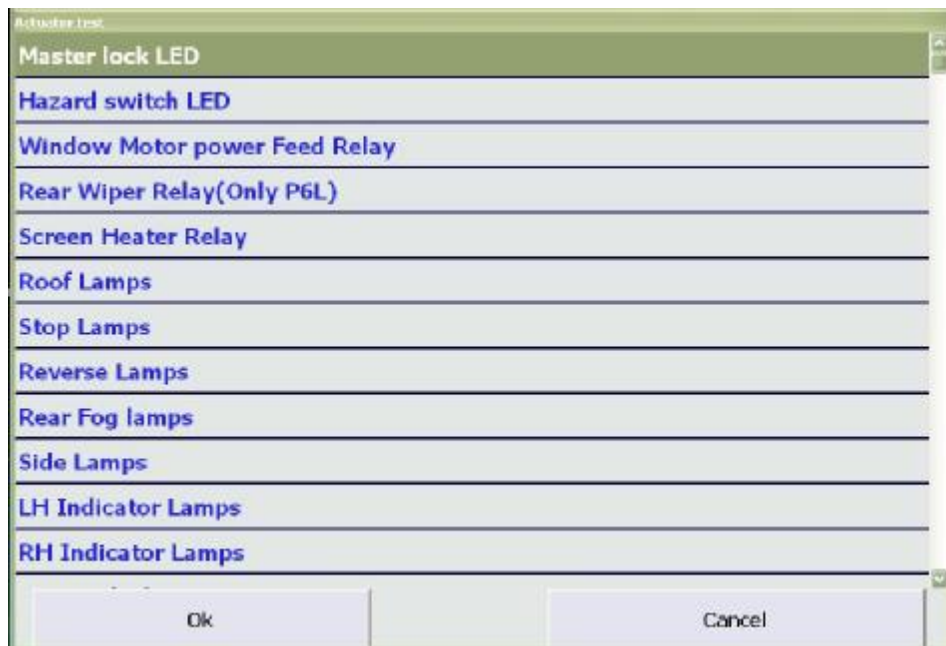 Actuator test
Master lock LED
Hazard switch LED
Window Motor power Feed Relay
Rear Wiper Relay(Only P6L)
Screen Heater Relay
Roof Lamps
Stop Lamps
Reverse Lamps
Rear Fog lamps
Side Lamps
LH Indicator Lamps
RH Indicator Lamps
Ok
Cancel